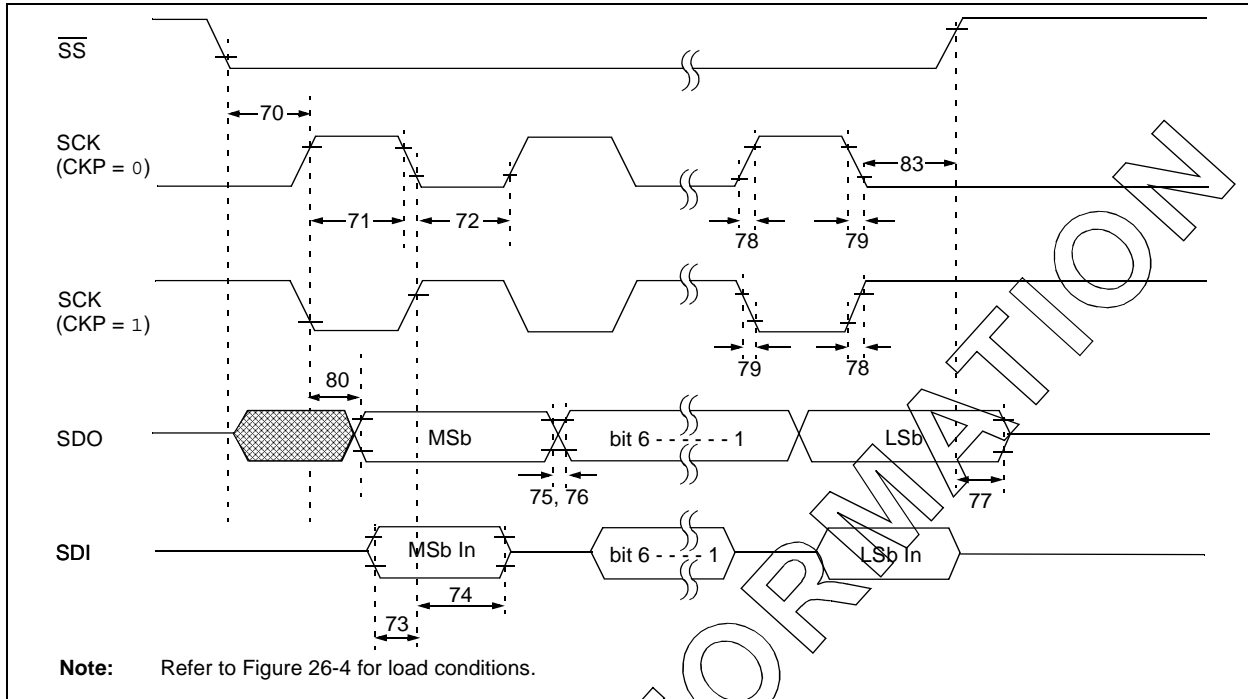 SS
70
SCK
(CKP = 0)
83
71
72
78
79
SCK
(CKP = 1)
79
78
80
SDO
MSb
bit 6 - - - - - - 1
LSb
75, 76
77
SDI
MSb In
bit 6 - - - - 1
LSb In
74
73
Note: Refer to Figure 26-4 for load conditions.
ORMATION